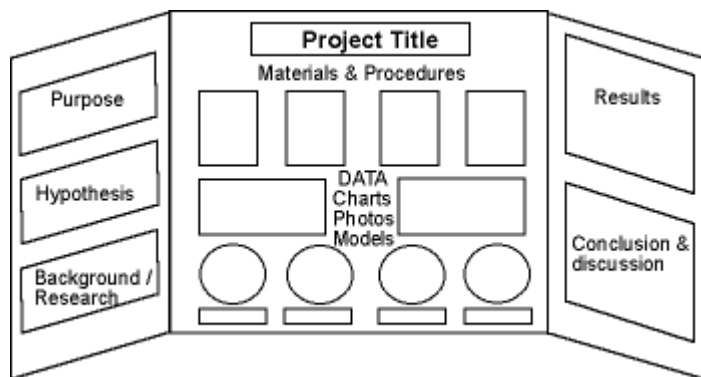 Project Title
Materials & Procedures
Purpose
Hypothesis
Background /
Research
DATA
Charts
Photos
Models
Results
Conclusion &
discussion